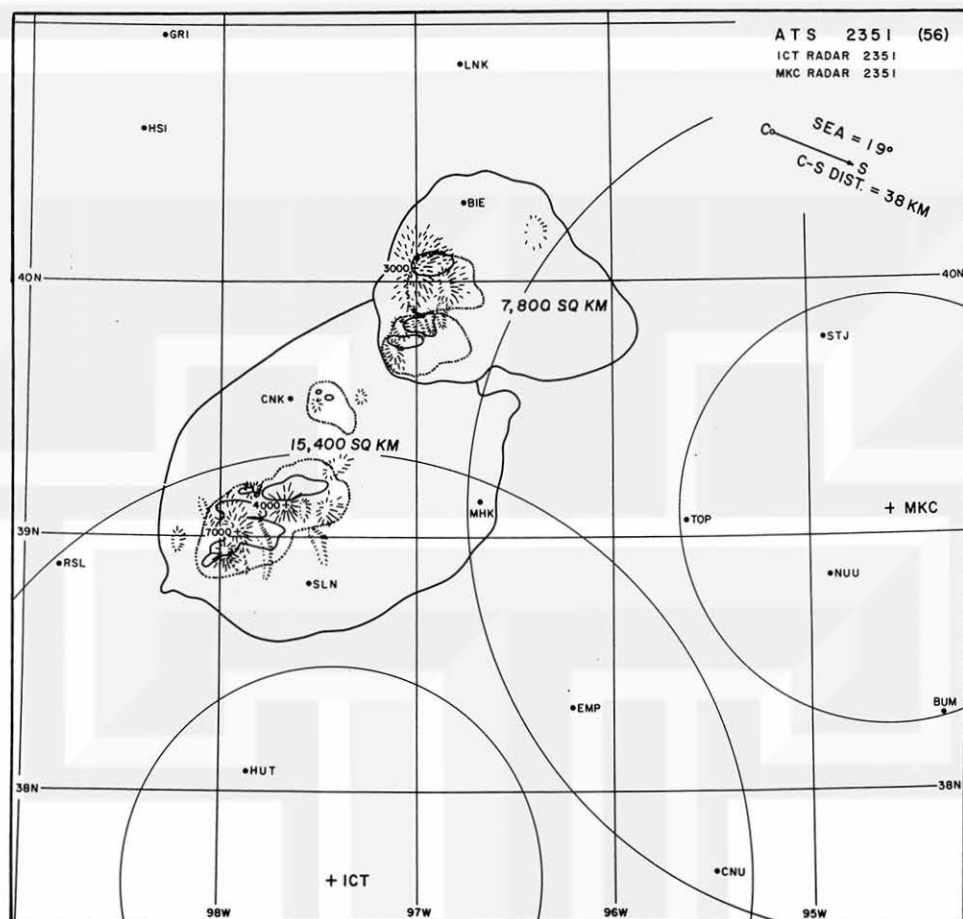 GRI
ATS 2351 (56)
ICT RADAR 2351
MKC RADAR 2351
LNK
HSI
C
SEA = 19°
S
C-S DIST. = 38 KM
BIE
3000
40N
40N
7,800 SQ KM
STJ
CNK
15,400 SQ KM
4000
MHK
MKC
TOP
7000
39N
39N
RSL
SLN
NUU
BUM
EMP
HUT
38N
38N
ICT
CNU
98W
97W
96W
95W